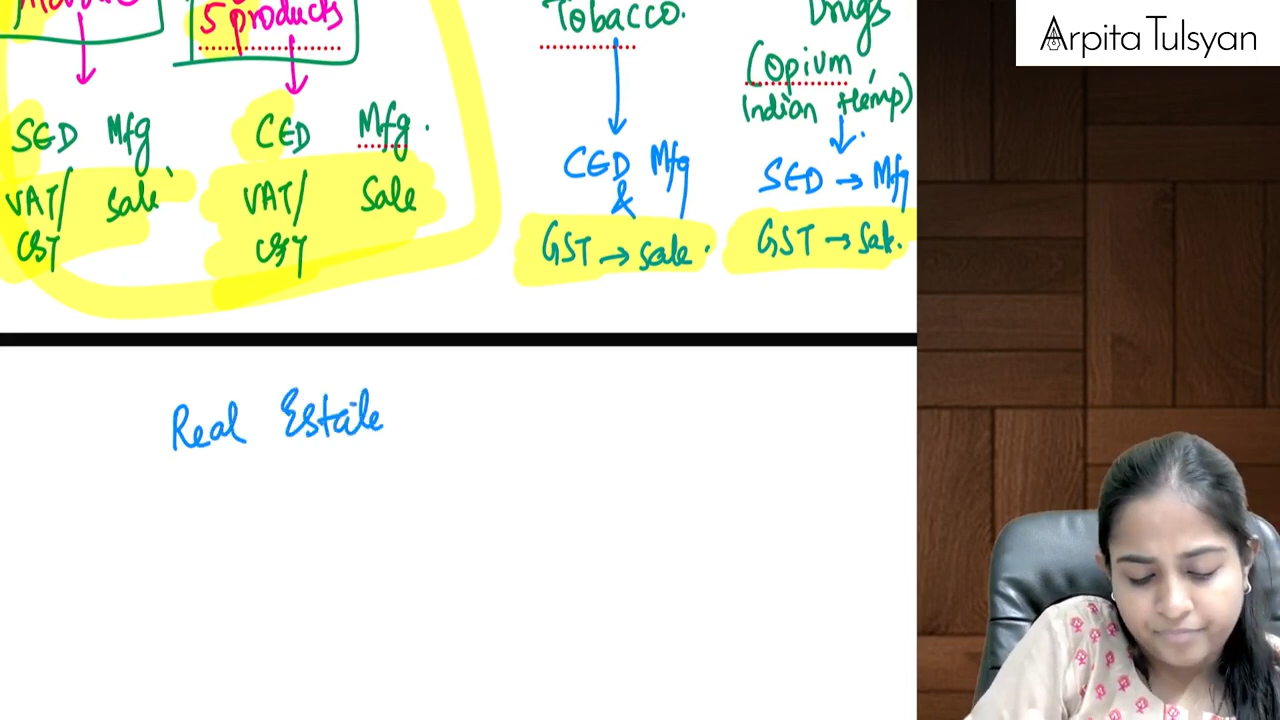 5 products
Tobacco.
Drugs
(Opium,
Indian Hemp)
SED Mfg
VAT/ Sale
CST
CED Mfg.
VAT/ Sale
CST
CED Mfg
&
GST → Sale.
SED → Mfg
GST → Sale.
Real Estate
Arpita Tulsyan